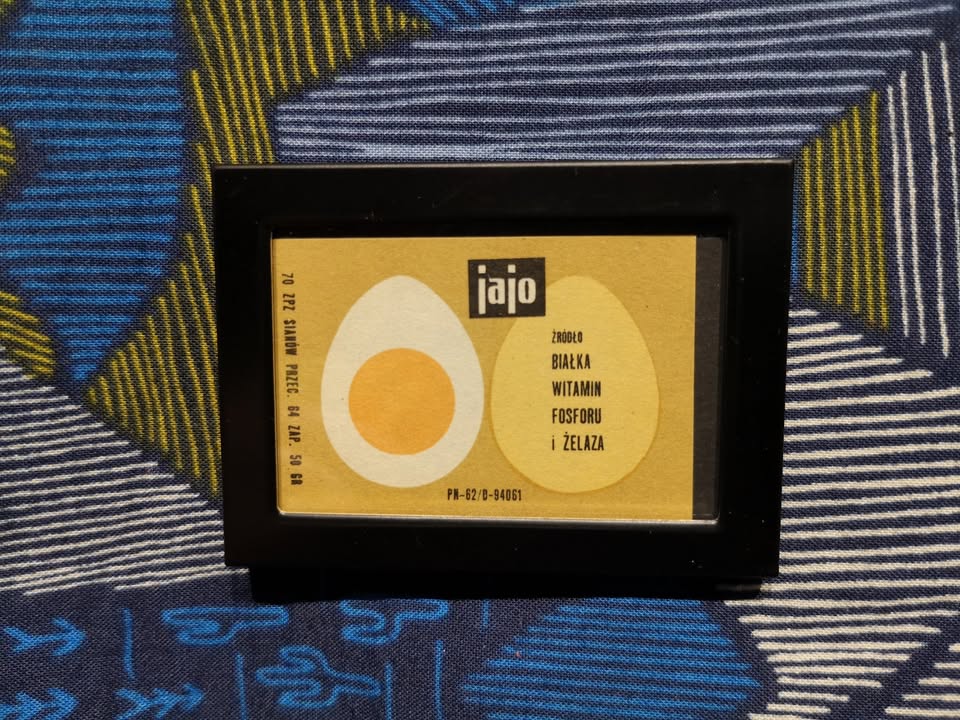 jajo
ŹRÓDŁO
BIAŁKA
WITAMIN
FOSFORU
i ŻELAZA
PN-62/D-94061
70 ZPZ SIANÓW PRZEC. 64 ZAP. 50 GR